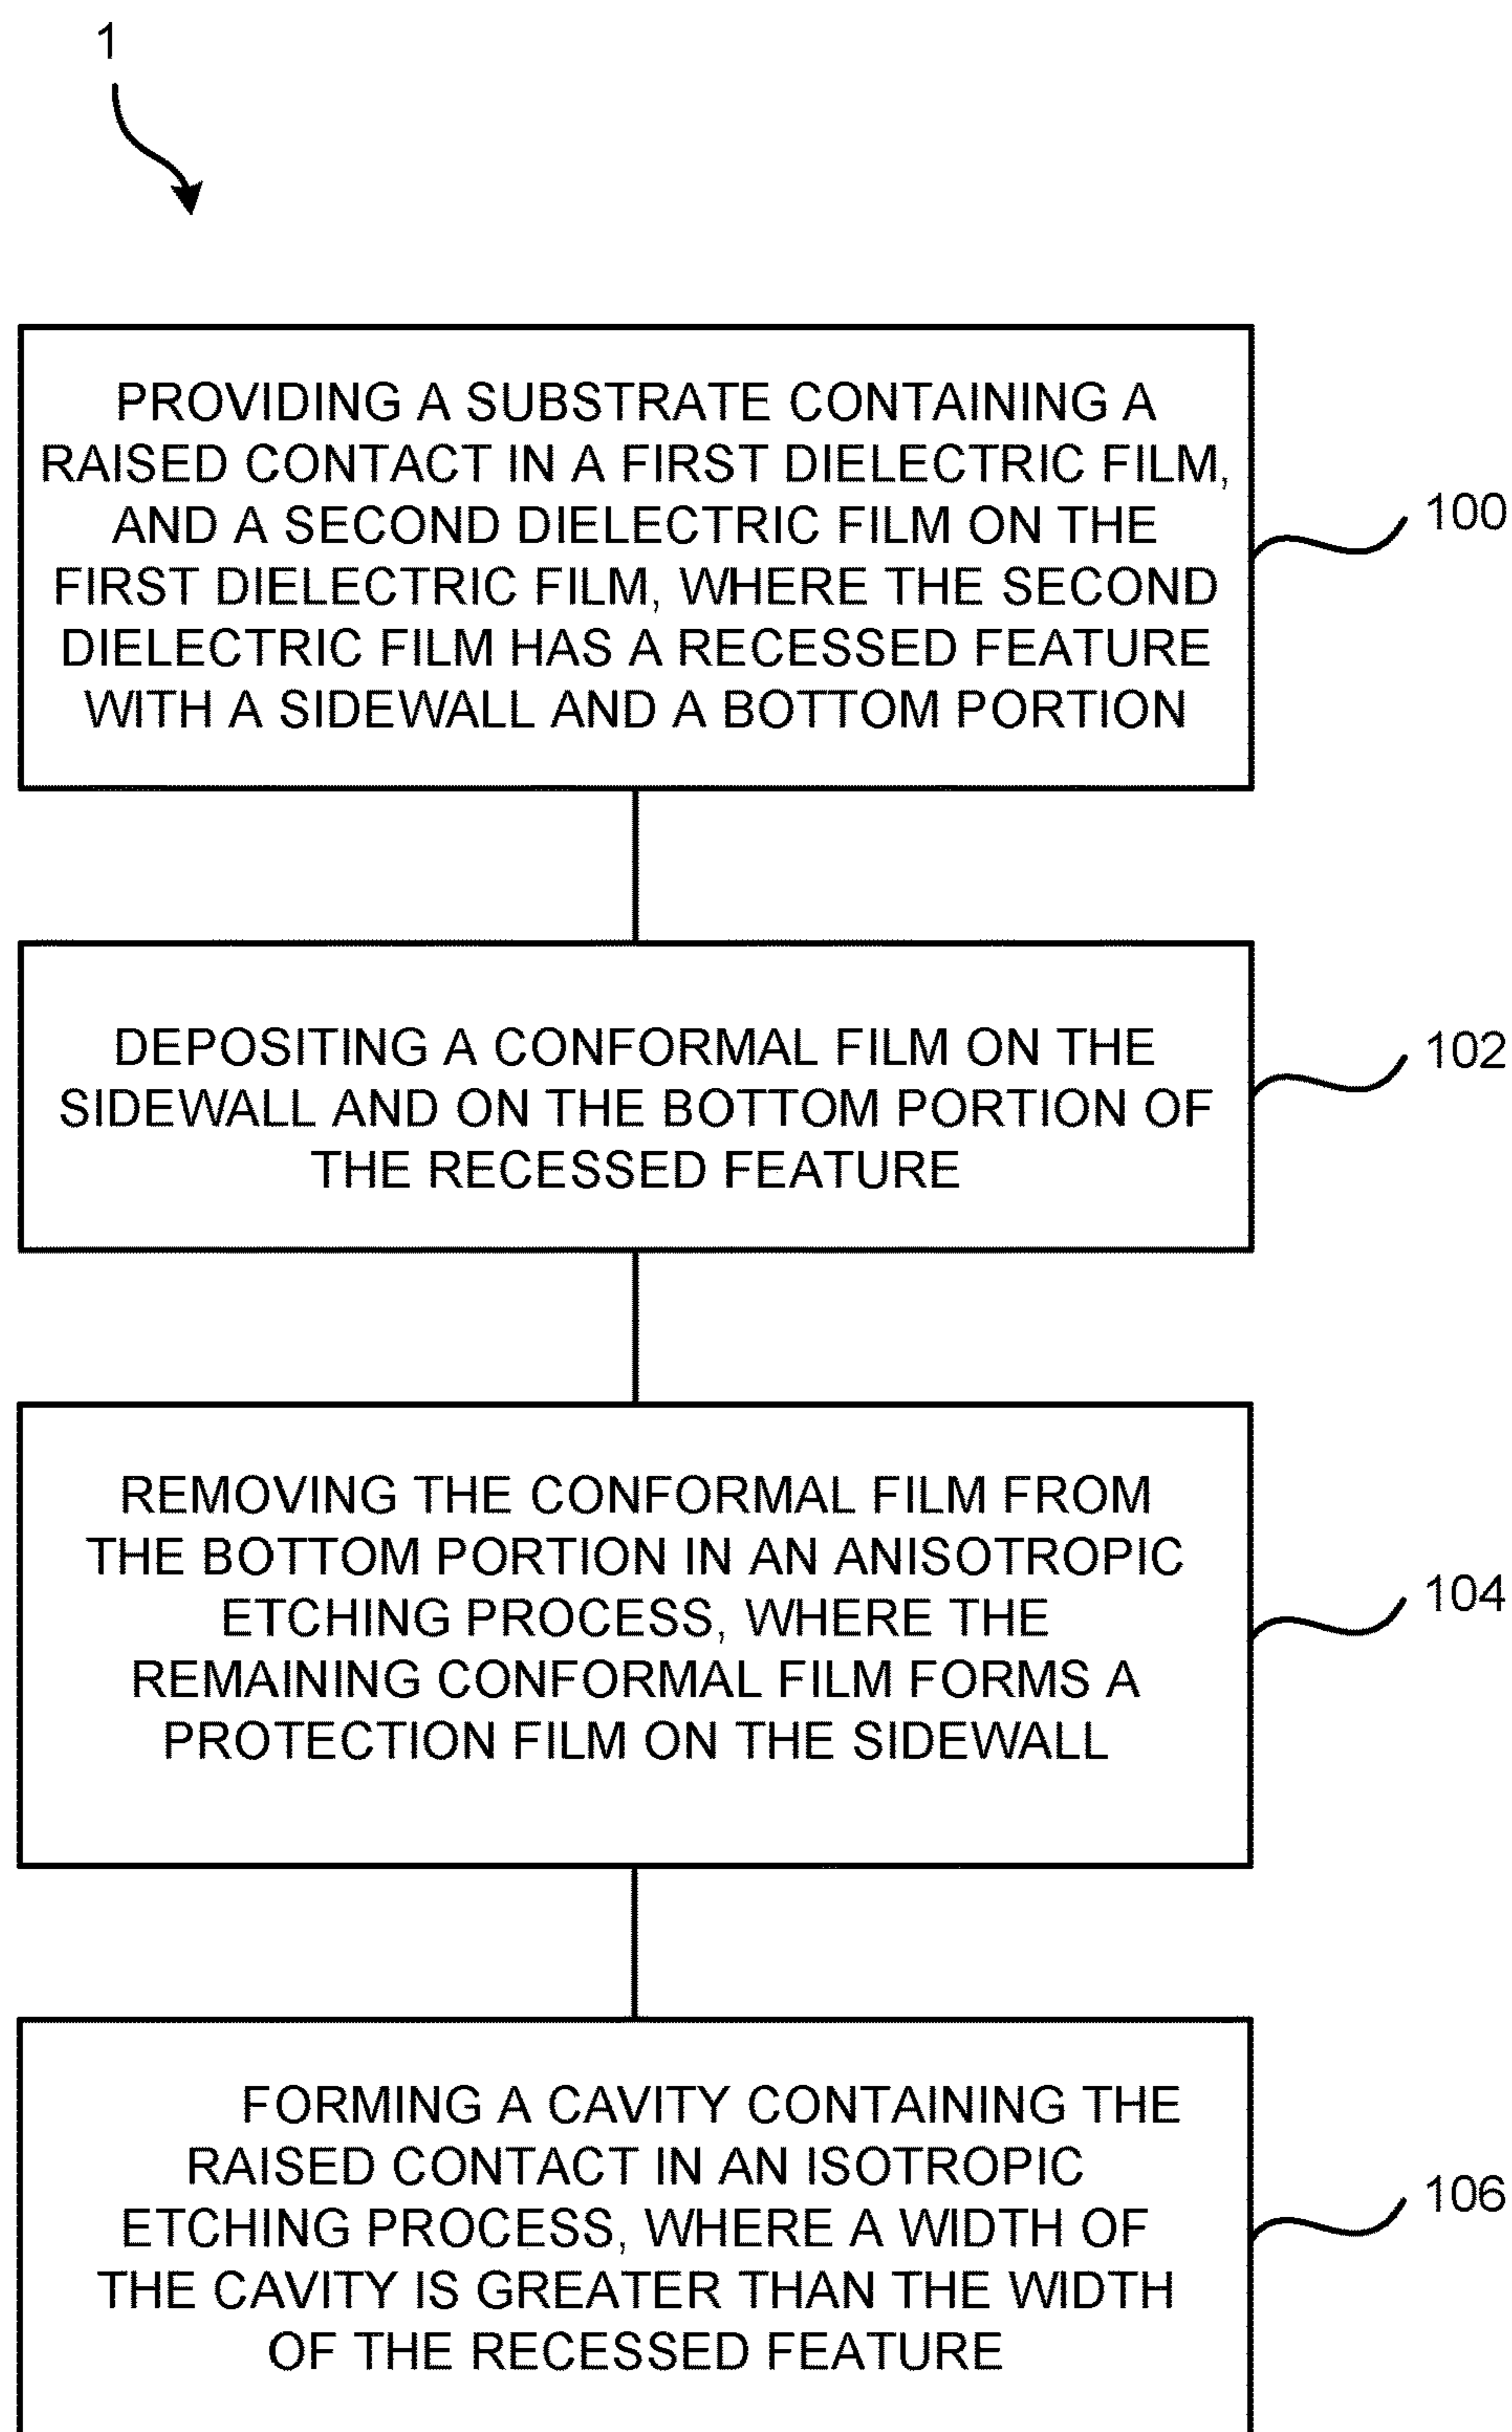 1
PROVIDING A SUBSTRATE CONTAINING A
RAISED CONTACT IN A FIRST DIELECTRIC FILM,
AND A SECOND DIELECTRIC FILM ON THE
FIRST DIELECTRIC FILM, WHERE THE SECOND
DIELECTRIC FILM HAS A RECESSED FEATURE
WITH A SIDEWALL AND A BOTTOM PORTION
100
DEPOSITING A CONFORMAL FILM ON THE
SIDEWALL AND ON THE BOTTOM PORTION OF
THE RECESSED FEATURE
102
REMOVING THE CONFORMAL FILM FROM
THE BOTTOM PORTION IN AN ANISOTROPIC
ETCHING PROCESS, WHERE THE
REMAINING CONFORMAL FILM FORMS A
PROTECTION FILM ON THE SIDEWALL
104
FORMING A CAVITY CONTAINING THE
RAISED CONTACT IN AN ISOTROPIC
ETCHING PROCESS, WHERE A WIDTH OF
THE CAVITY IS GREATER THAN THE WIDTH
OF THE RECESSED FEATURE
106